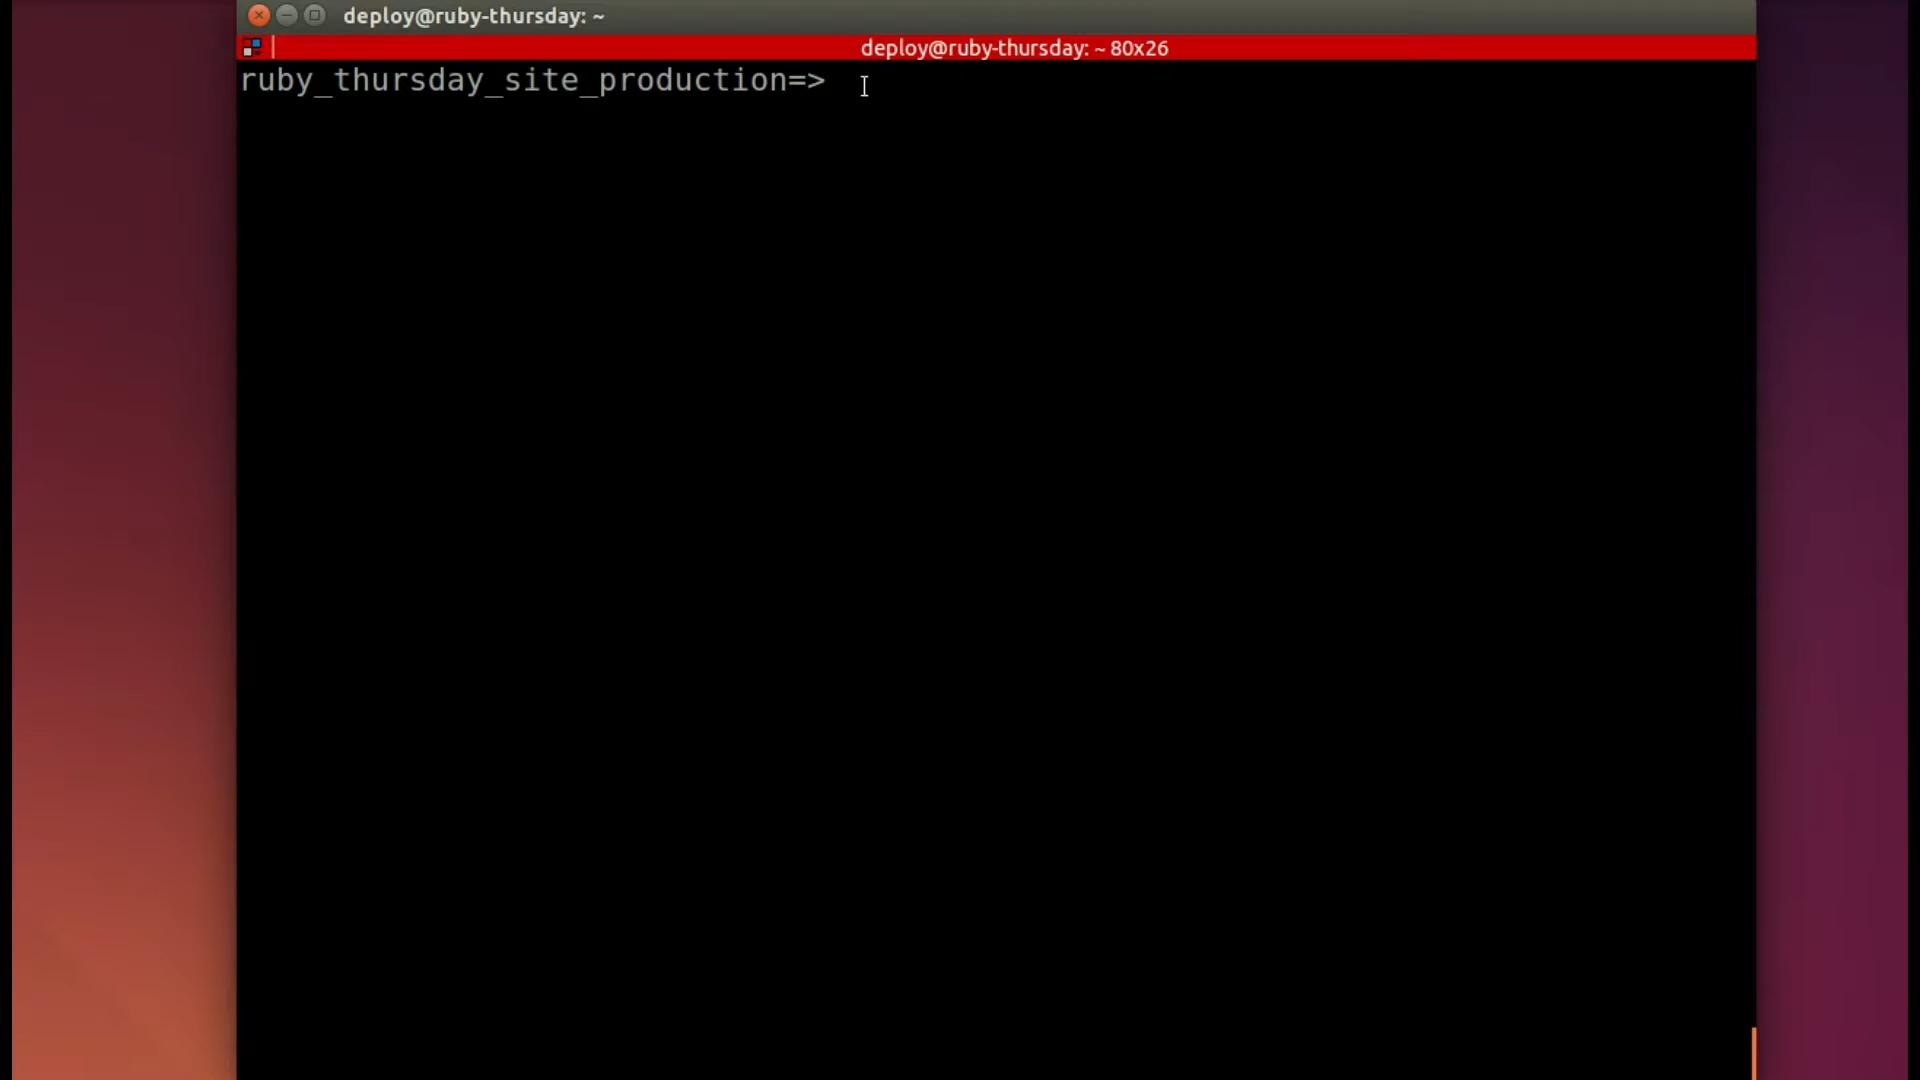 deploy@ruby-thursday: ~
deploy@ruby-thursday: ~ 80x26
ruby_thursday_site_production=>